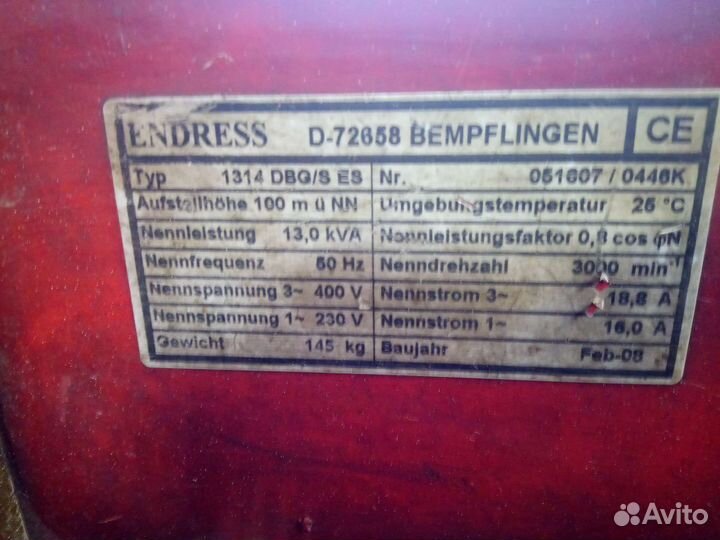 ENDRESS D-72658 BEMPFLINGEN CE
Typ 1314 DBG/S ES Nr. 051607 / 0446K
Aufstellhöhe 100 m ü NN Umgebungstemperatur 25 °C
Nennleistung 13,0 kVA Nennleistungsfaktor 0,8 cos φN
Nennfrequenz 50 Hz Nenndrehzahl 3000 min⁻¹
Nennspannung 3~ 400 V Nennstrom 3~ 18,8 A
Nennspannung 1~ 230 V Nennstrom 1~ 16,0 A
Gewicht 145 kg Baujahr Feb-08
Avito